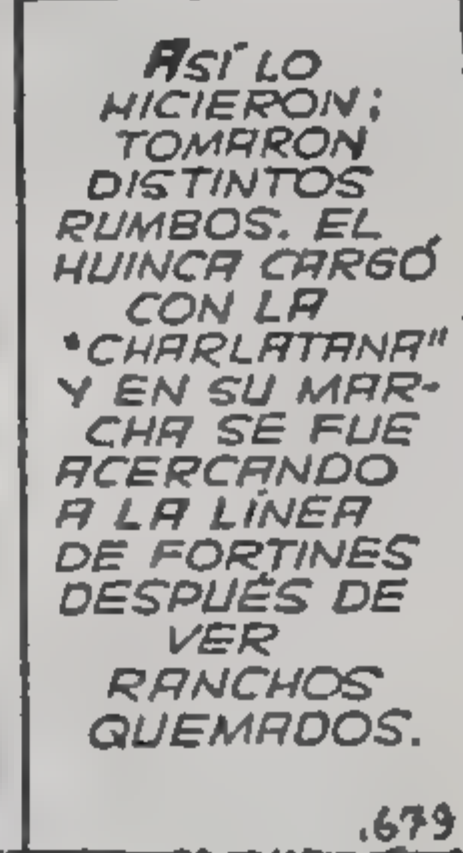 ASÍ LO
HICIERON;
TOMARON
DISTINTOS
RUMBOS. EL
HUINCA CARGÓ
CON LA
"CHARLATANA"
Y EN SU MAR-
CHA SE FUE
ACERCANDO
A LA LÍNEA
DE FORTINES
DESPUÉS DE
VER
RANCHOS
QUEMADOS.
.679